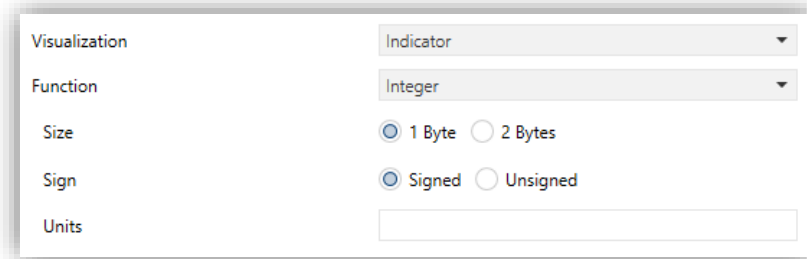 Visualization Indicator
Function Integer
Size 1 Byte 2 Bytes
Sign Signed Unsigned
Units